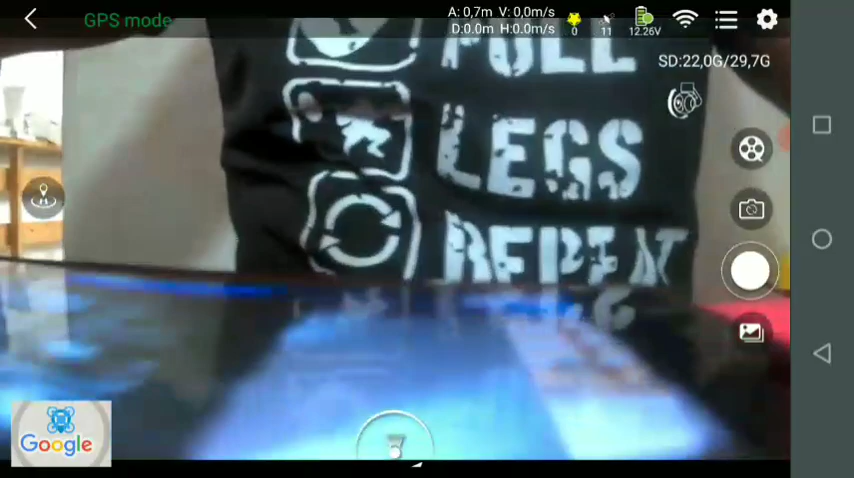 GPS mode
A: 0,7m V: 0,0m/s
D:0.0m H:0.0m/s
0
11
12.26V
SD:22,0G/29,7G
PULL
LEGS
REPEAT
Google